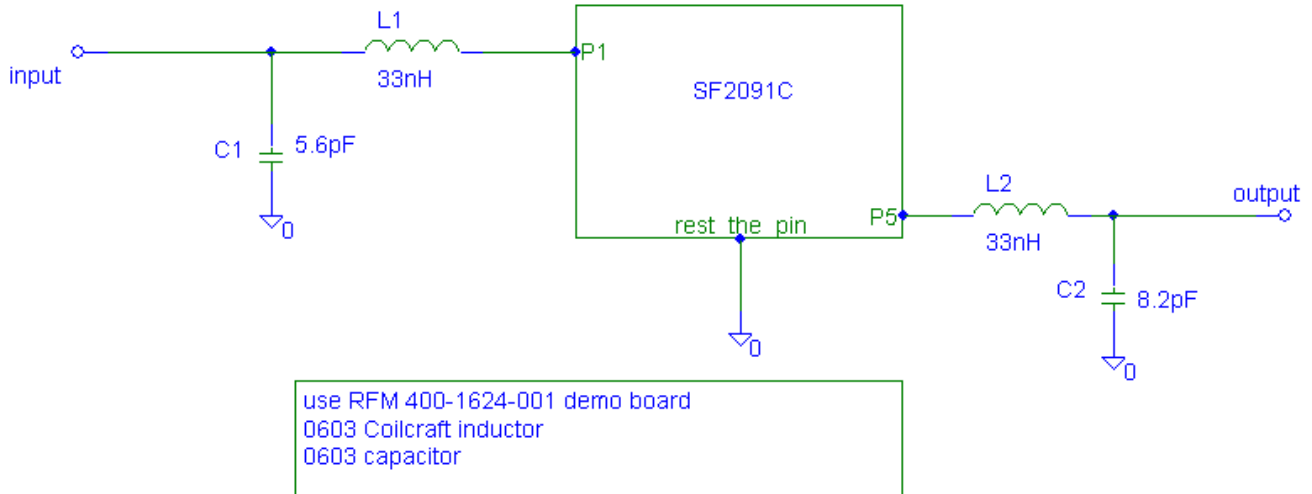 L1
input
33nH
P1
SF2091C
C1
5.6pF
0
rest the pin
P5
L2
33nH
output
C2
8.2pF
0
0
use RFM 400-1624-001 demo board
0603 Coilcraft inductor
0603 capacitor